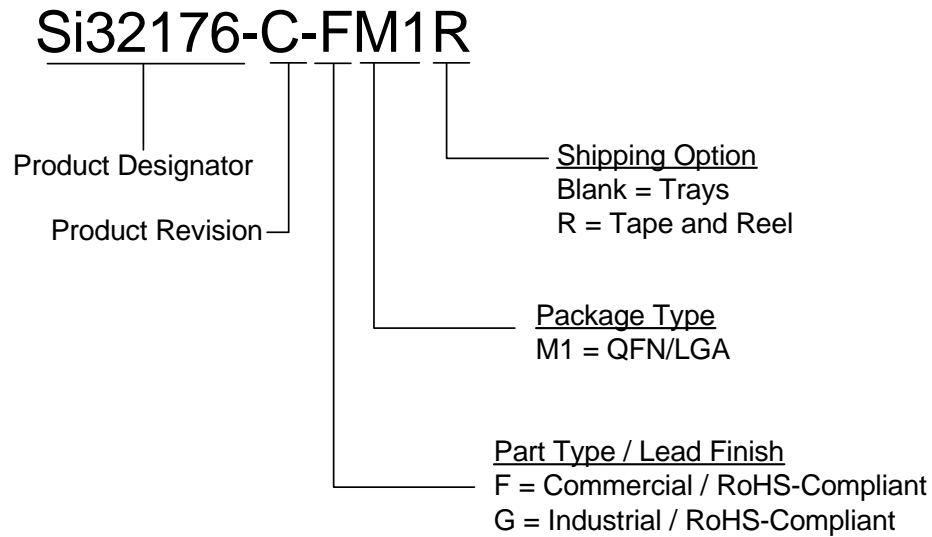 Si32176-C-FM1R
Product Designator
Product Revision
Shipping Option
Blank = Trays
R = Tape and Reel
Package Type
M1 = QFN/LGA
Part Type / Lead Finish
F = Commercial / RoHS-Compliant
G = Industrial / RoHS-Compliant